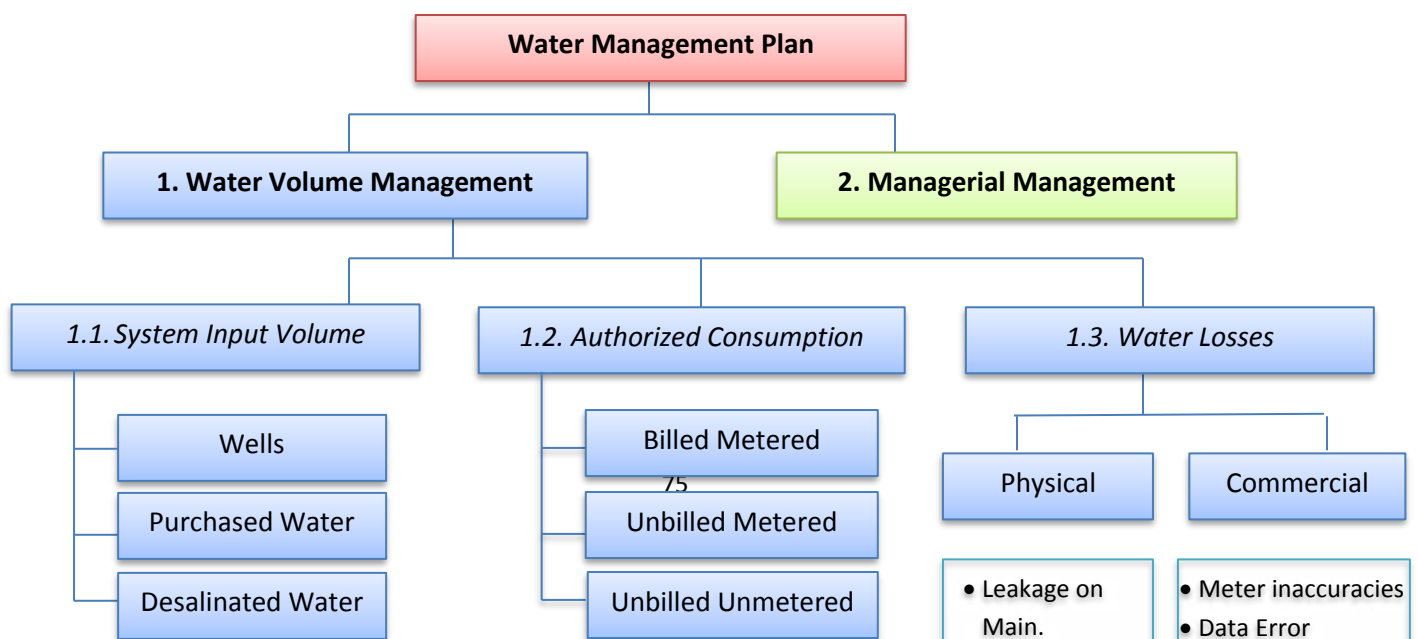 Water Management Plan
1. Water Volume Management
2. Managerial Management
1.1. System Input Volume
1.2. Authorized Consumption
1.3. Water Losses
Wells
Purchased Water
Desalinated Water
Billed Metered
75
Unbilled Metered
Unbilled Unmetered
Physical
Commercial
• Leakage on
Main.
• Meter inaccuracies
• Data Error